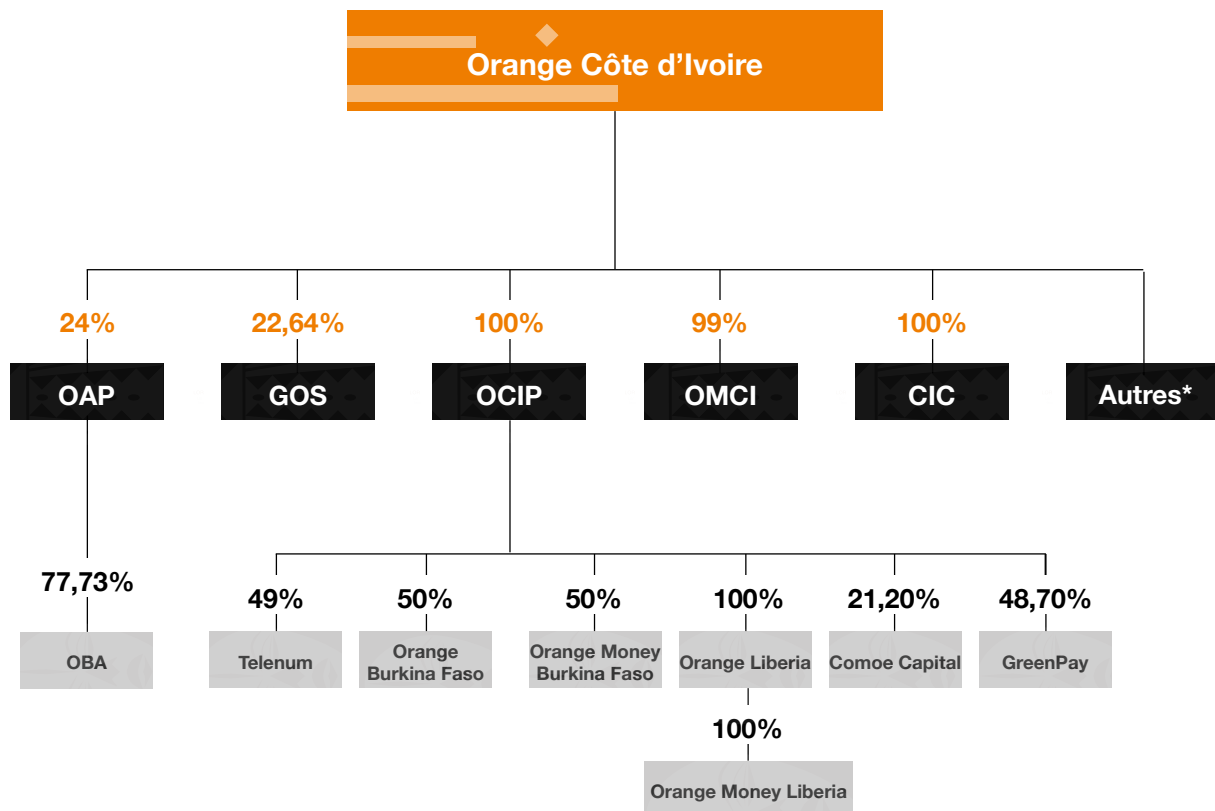 Orange Côte d'Ivoire
24%
22,64%
100%
99%
100%
OAP
GOS
OCIP
OMCI
CIC
Autres*
77,73%
49%
50%
50%
100%
21,20%
48,70%
OBA
Telenum
Orange
Burkina Faso
Orange Money
Burkina Faso
Orange Liberia
Comoe Capital
GreenPay
100%
Orange Money Liberia